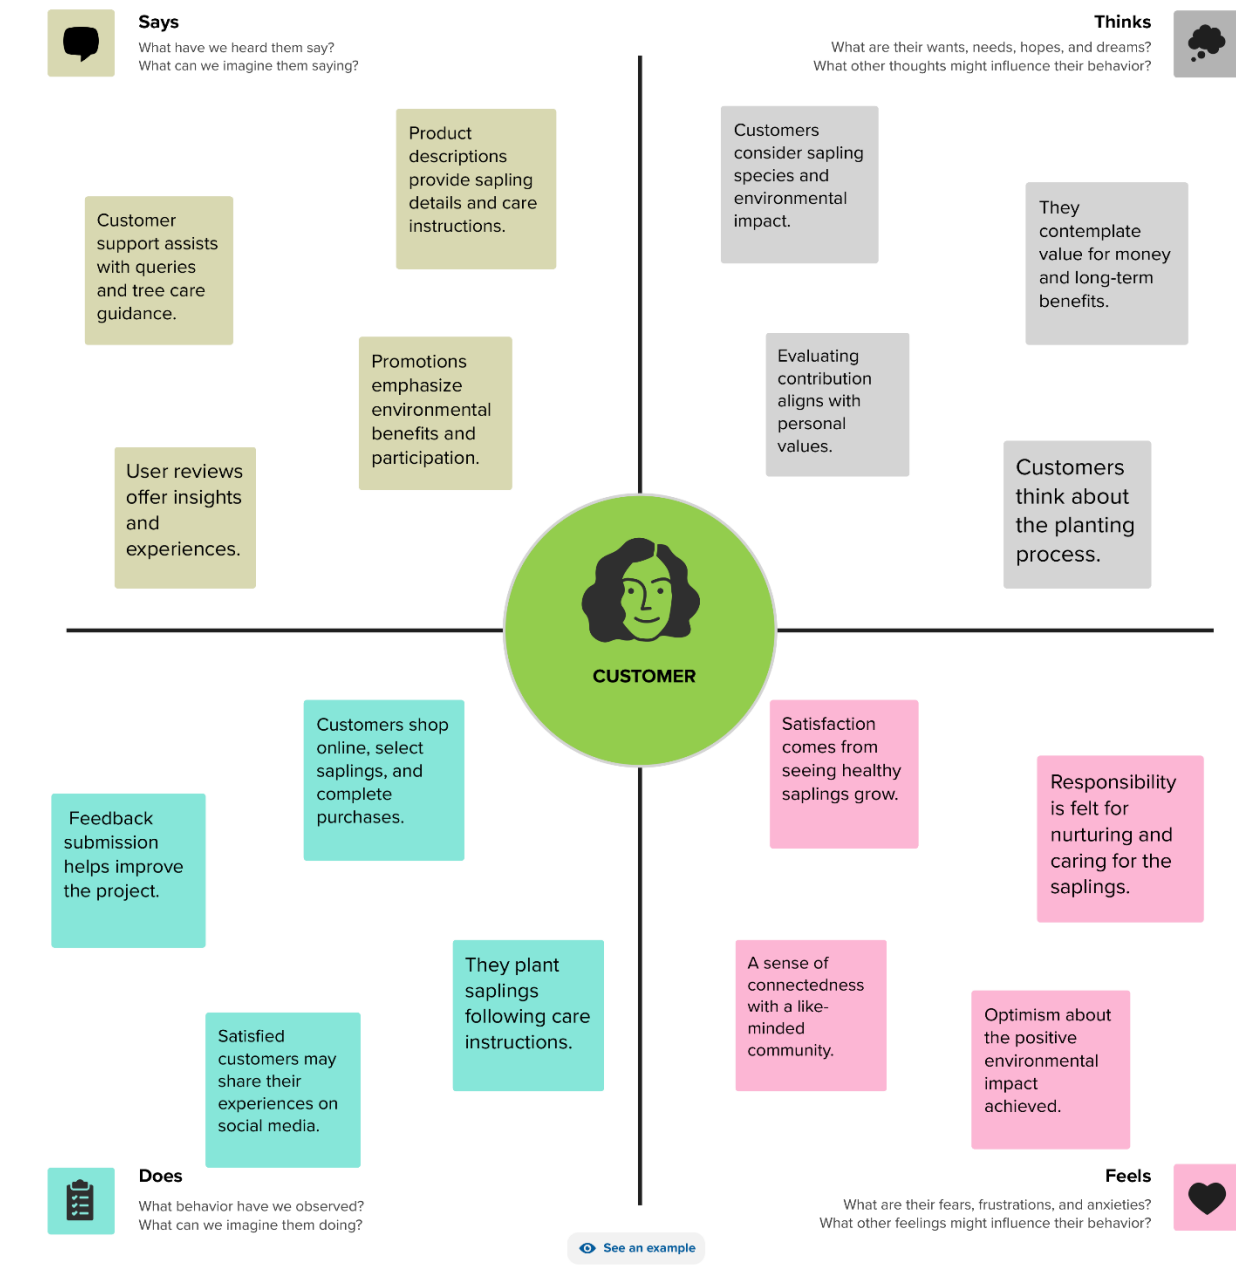 Says
What have we heard them say?
What can we imagine them saying?
Thinks
What are their wants, needs, hopes, and dreams?
What other thoughts might influence their behavior?
Product
descriptions
provide sapling
details and care
instructions.
Customer
support assists
with queries
and tree care
guidance.
Promotions
emphasize
environmental
benefits and
participation.
User reviews
offer insights
and
experiences.
Customers
consider sapling
species and
environmental
impact.
They
contemplate
value for money
and long-term
benefits.
Evaluating
contribution
aligns with
personal
values.
Customers
think about
the planting
process.
CUSTOMER
Customers shop
online, select
saplings, and
complete
purchases.
Feedback
submission
helps improve
the project.
They plant
saplings
following care
instructions.
Satisfied
customers may
share their
experiences on
social media.
Satisfaction
comes from
seeing healthy
saplings grow.
Responsibility
is felt for
nurturing and
caring for the
saplings.
A sense of
connectedness
with a like-
minded
community.
Optimism about
the positive
environmental
impact
achieved.
Does
What behavior have we observed?
What can we imagine them doing?
Feels
What are their fears, frustrations, and anxieties?
What other feelings might influence their behavior?
See an example